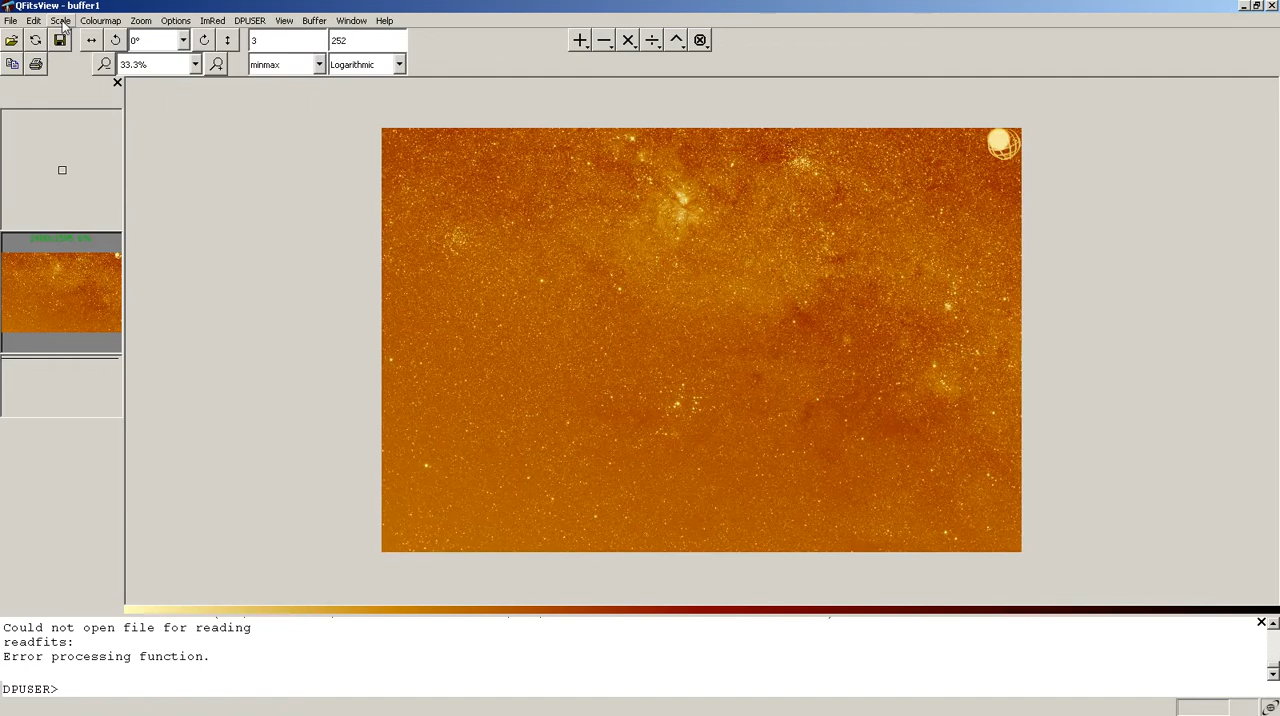 QFitsView - buffer1
File Edit Scale Colourmap Zoom Options ImRed DPUSER View Buffer Window Help
0° 3 252
33.3% minmax Logarithmic
Could not open file for reading
readfits:
Error processing function.
DPUSER>